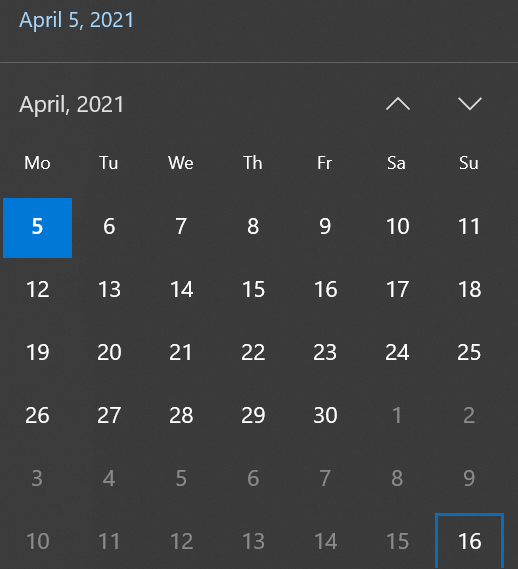 April 5, 2021
April, 2021
Mo Tu We Th Fr Sa Su
5 6 7 8 9 10 11
12 13 14 15 16 17 18
19 20 21 22 23 24 25
26 27 28 29 30 1 2
3 4 5 6 7 8 9
10 11 12 13 14 15 16